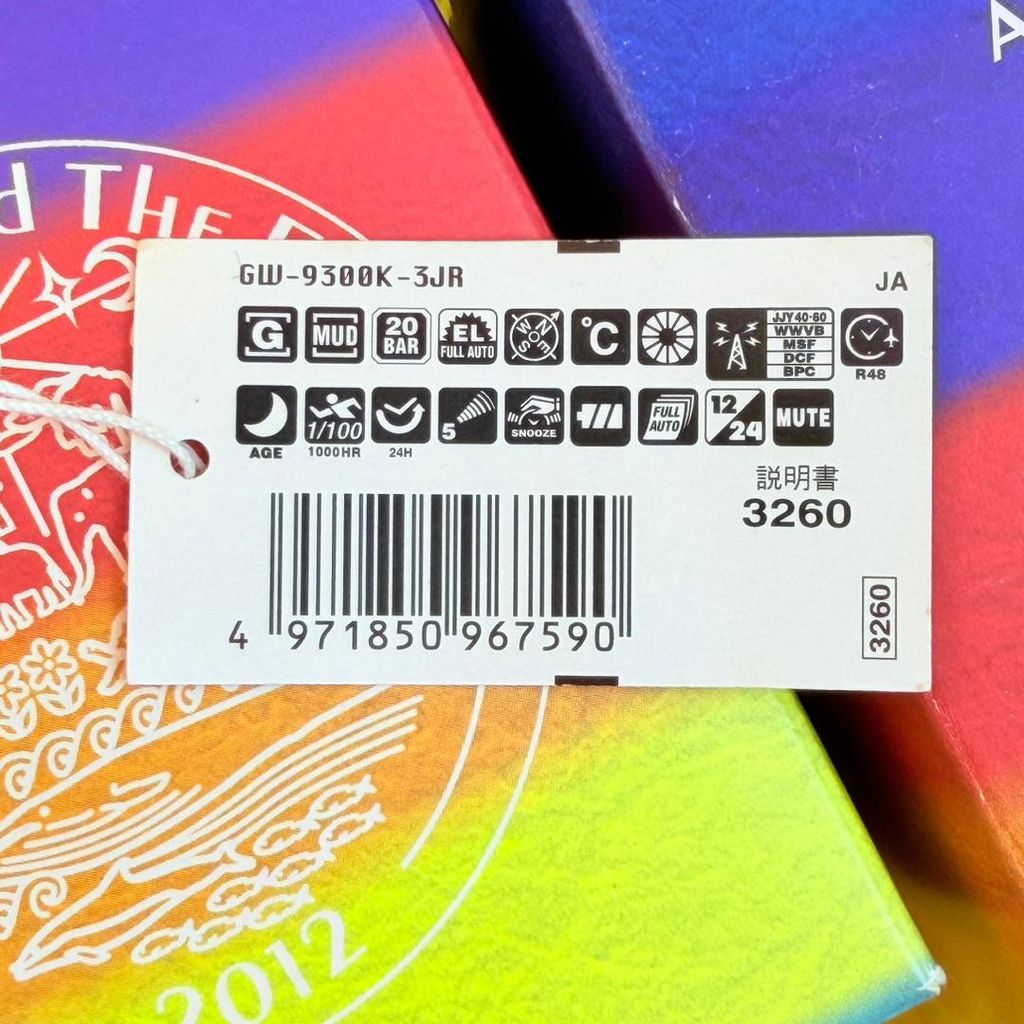 A
d THE E
GW-9300K-3JR
JA
G
MUD
20
BAR
EL
FULL AUTO
N
E
S
W
°C
JJY40·60
WWVB
MSF
DCF
BPC
R48
AGE
1/100
1000HR
24H
5
SNOOZE
FULL
AUTO
12/24
MUTE
説明書
3260
3260
4 971850 967590
2012